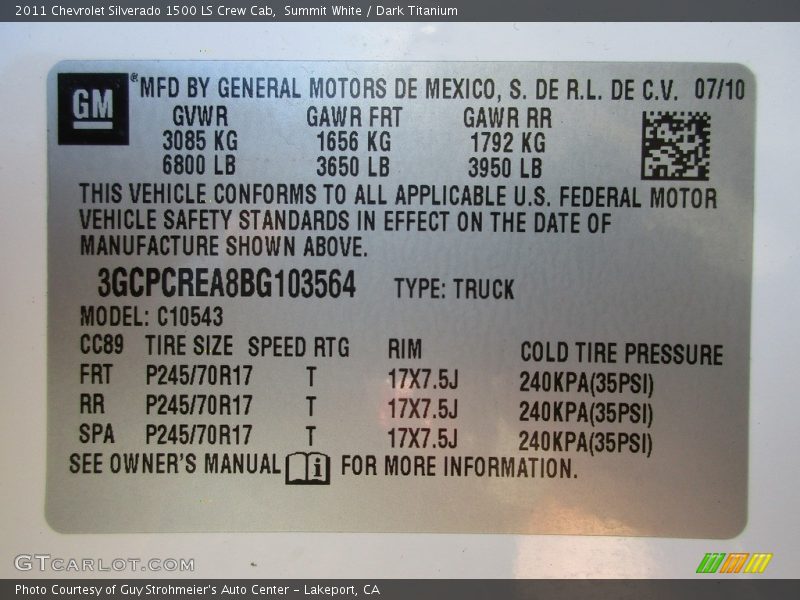 2011 Chevrolet Silverado 1500 LS Crew Cab,  Summit White / Dark Titanium
GM ® MFD BY GENERAL MOTORS DE MEXICO, S. DE R.L. DE C.V. 07/10
GVWR GAWR FRT GAWR RR
3085 KG 1656 KG 1792 KG
6800 LB 3650 LB 3950 LB
THIS VEHICLE CONFORMS TO ALL APPLICABLE U.S. FEDERAL MOTOR
VEHICLE SAFETY STANDARDS IN EFFECT ON THE DATE OF
MANUFACTURE SHOWN ABOVE.
3GCPCREA8BG103564 TYPE: TRUCK
MODEL: C10543
CC89 TIRE SIZE SPEED RTG RIM COLD TIRE PRESSURE
FRT P245/70R17 T 17X7.5J 240KPA(35PSI)
RR P245/70R17 T 17X7.5J 240KPA(35PSI)
SPA P245/70R17 T 17X7.5J 240KPA(35PSI)
SEE OWNER'S MANUAL i FOR MORE INFORMATION.
GTCARLOT.COM
Photo Courtesy of Guy Strohmeier's Auto Center – Lakeport, CA